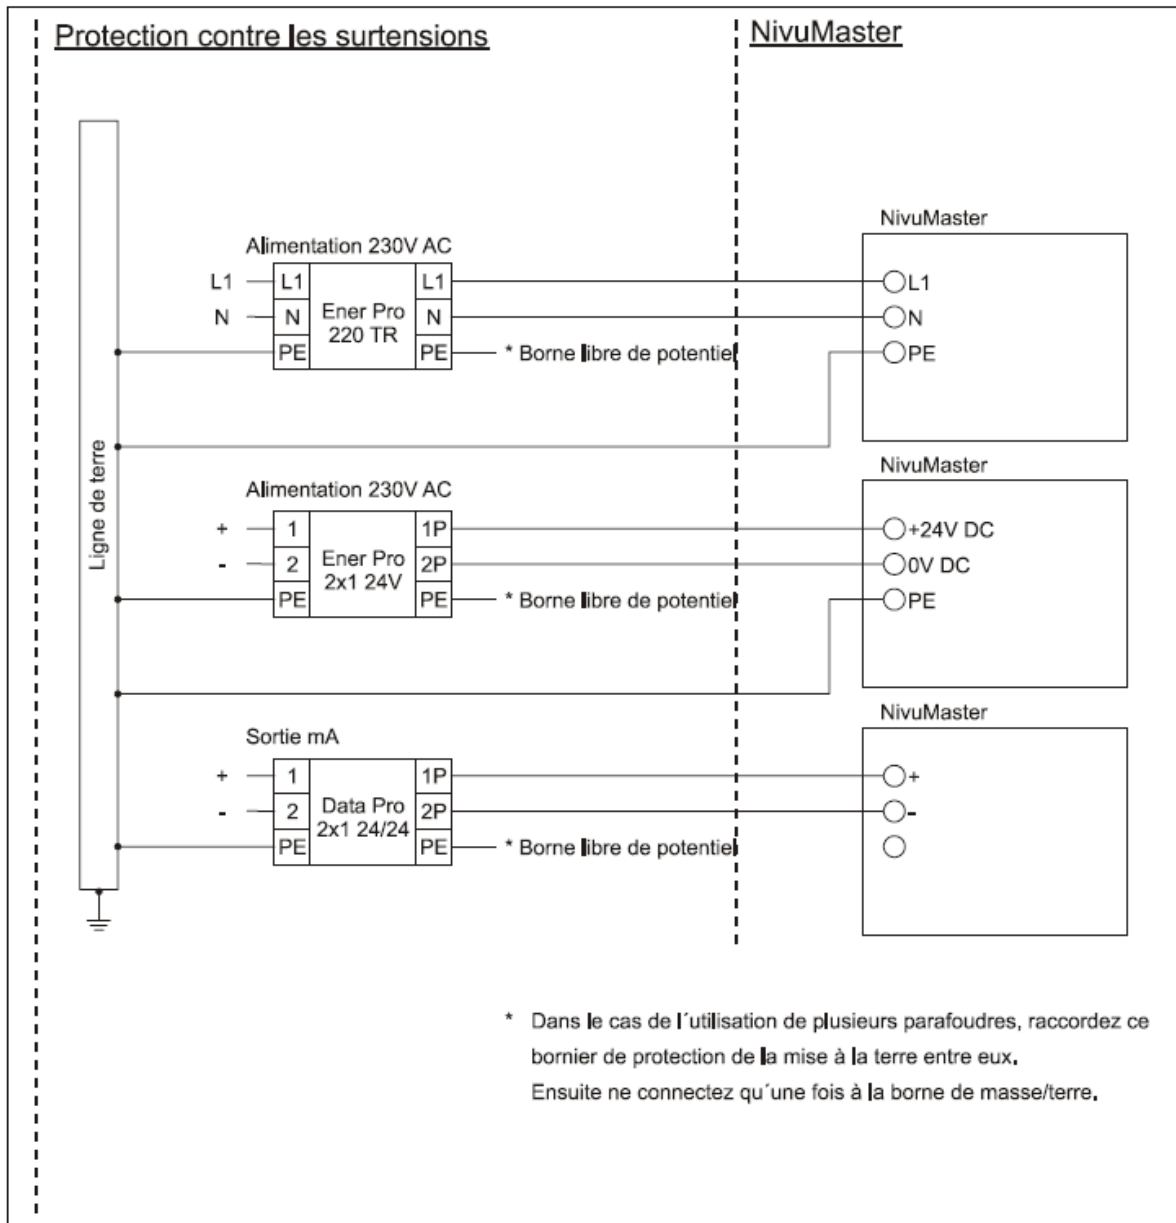 Protection contre les surtensions
NivuMaster
Ligne de terre
Alimentation 230V AC
L1
N
L1
N
PE
Ener Pro
220 TR
L1
N
PE
* Borne libre de potentiel
NivuMaster
L1
N
PE
Alimentation 230V AC
+
-
1
2
PE
Ener Pro
2x1 24V
1P
2P
PE
* Borne libre de potentiel
NivuMaster
+24V DC
0V DC
PE
Sortie mA
+
-
1
2
PE
Data Pro
2x1 24/24
1P
2P
PE
* Borne libre de potentiel
NivuMaster
+
-
* Dans le cas de l´utilisation de plusieurs parafoudres, raccordez ce
bornier de protection de la mise à la terre entre eux.
Ensuite ne connectez qu´une fois à la borne de masse/terre.